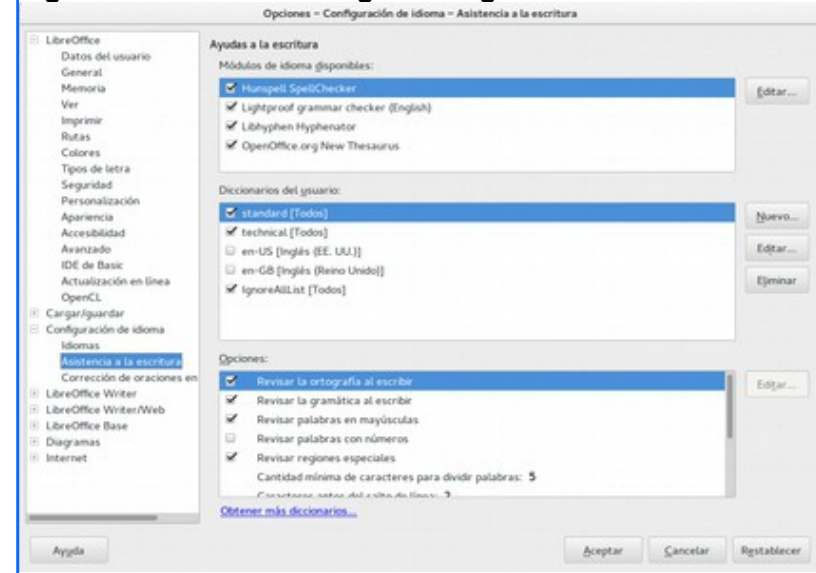 Opciones – Configuración de idioma – Asistencia a la escritura
LibreOffice
Datos del usuario
General
Memoria
Ver
Imprimir
Rutas
Colores
Tipos de letra
Seguridad
Personalización
Apariencia
Accesibilidad
Avanzado
IDE de Basic
Actualización en línea
OpenCL
Cargar/guardar
Configuración de idioma
Idiomas
Asistencia a la escritura
Corrección de oraciones en
LibreOffice Writer
LibreOffice Writer/Web
LibreOffice Base
Diagramas
Internet
Ayudas a la escritura
Módulos de idioma disponibles:
Hunspell SpellChecker
Lightproof grammar checker (English)
Libhyphen Hyphenator
OpenOffice.org New Thesaurus
Editar...
Diccionarios del usuario:
standard [Todos]
technical [Todos]
en-US [Inglés (EE. UU.)]
en-GB [Inglés (Reino Unido)]
IgnoreAllList [Todos]
Nuevo...
Editar...
Eliminar
Opciones:
Revisar la ortografía al escribir
Revisar la gramática al escribir
Revisar palabras en mayúsculas
Revisar palabras con números
Revisar regiones especiales
Cantidad mínima de caracteres para dividir palabras: 5
Caracteres antes del salto de línea: 2
Editar...
Obtener más diccionarios...
Ayuda
Aceptar
Cancelar
Restablecer